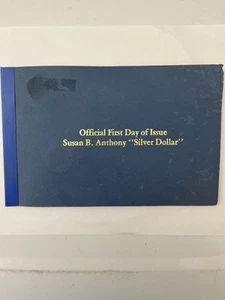 Official First Day of Issue
Susan B. Anthony "Silver Dollar"